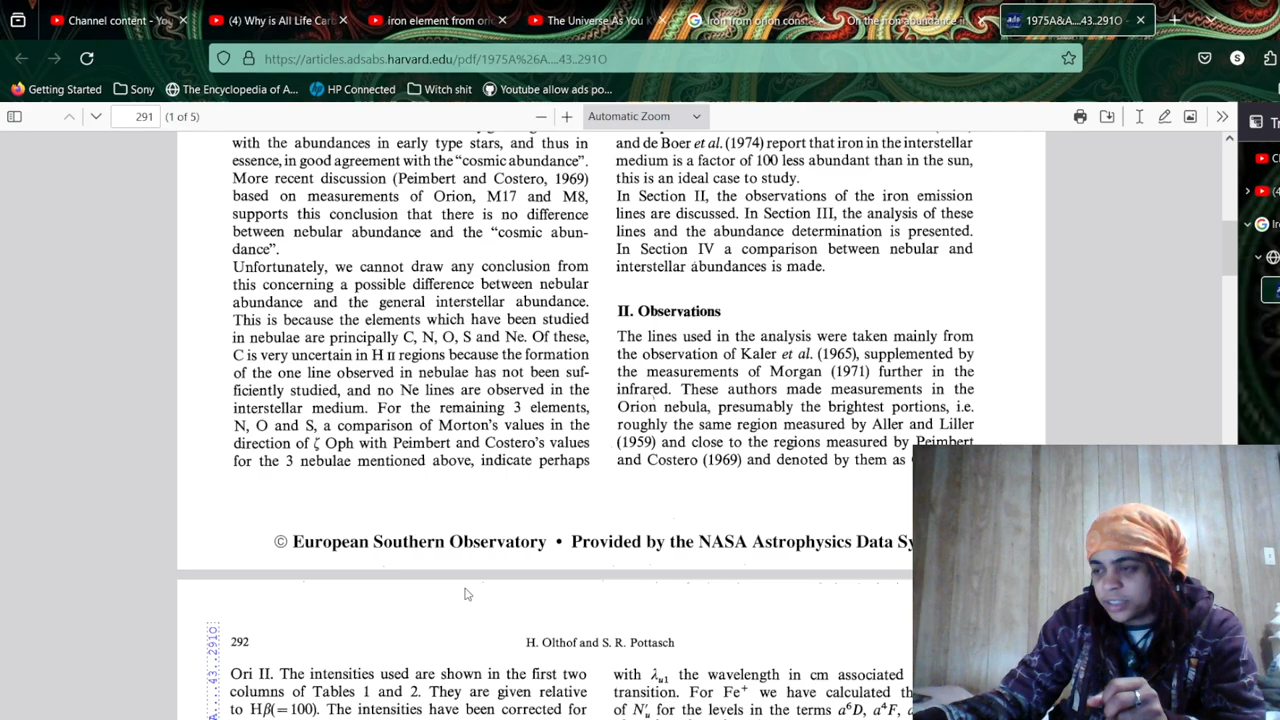 Channel content - You
(4) Why is All Life Car
iron element from ori
The Universe As You K
Iron from orion const
On the iron abundance in
1975A&A....43..291O -
https://articles.adsabs.harvard.edu/pdf/1975A%26A....43..291O
Getting Started
Sony
The Encyclopedia of A...
HP Connected
Witch shit
Youtube allow ads po...
291
(1 of 5)
Automatic Zoom
with the abundances in early type stars, and thus in
essence, in good agreement with the “cosmic abundance”.
More recent discussion (Peimbert and Costero, 1969)
based on measurements of Orion, M17 and M8,
supports this conclusion that there is no difference
between nebular abundance and the “cosmic abun-
dance”.
Unfortunately, we cannot draw any conclusion from
this concerning a possible difference between nebular
abundance and the general interstellar abundance.
This is because the elements which have been studied
in nebulae are principally C, N, O, S and Ne. Of these,
C is very uncertain in H II regions because the formation
of the one line observed in nebulae has not been suf-
ficiently studied, and no Ne lines are observed in the
interstellar medium. For the remaining 3 elements,
N, O and S, a comparison of Morton's values in the
direction of ζ Oph with Peimbert and Costero's values
for the 3 nebulae mentioned above, indicate perhaps
and de Boer et al. (1974) report that iron in the interstellar
medium is a factor of 100 less abundant than in the sun,
this is an ideal case to study.
In Section II, the observations of the iron emission
lines are discussed. In Section III, the analysis of these
lines and the abundance determination is presented.
In Section IV a comparison between nebular and
interstellar abundances is made.
II. Observations
The lines used in the analysis were taken mainly from
the observation of Kaler et al. (1965), supplemented by
the measurements of Morgan (1971) further in the
infrared. These authors made measurements in the
Orion nebula, presumably the brightest portions, i.e.
roughly the same region measured by Aller and Liller
(1959) and close to the regions measured by Peimbert
and Costero (1969) and denoted by them as
© European Southern Observatory • Provided by the NASA Astrophysics Data Sy
292
H. Olthof and S. R. Pottasch
Ori II. The intensities used are shown in the first two
columns of Tables 1 and 2. They are given relative
to Hβ(=100). The intensities have been corrected for
with λu1 the wavelength in cm associated
transition. For Fe+ we have calculated th
of N′u for the levels in the terms a⁶D, a⁴F,